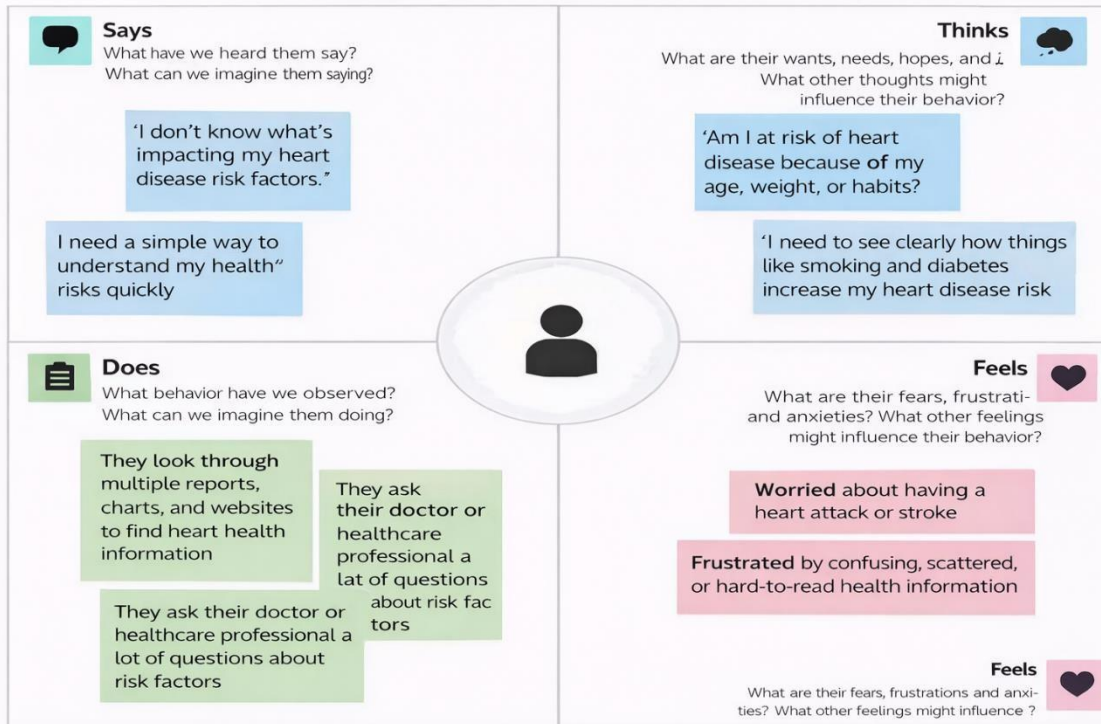 Says
What have we heard them say?
What can we imagine them saying?
‘I don’t know what’s
impacting my heart
disease risk factors.”
I need a simple way to
understand my health”
risks quickly
Thinks
What are their wants, needs, hopes, and
What other thoughts might
influence their behavior?
‘Am I at risk of heart
disease because of my
age, weight, or habits?
‘I need to see clearly how things
like smoking and diabetes
increase my heart disease risk
Does
What behavior have we observed?
What can we imagine them doing?
They look through
multiple reports,
charts, and websites
to find heart health
information
They ask
their doctor or
healthcare
professional a
lat of questions
about risk fac
tors
They ask their doctor or
healthcare professional a
lot of questions about
risk factors
Feels
What are their fears, frustrati-
and anxieties? What other feelings
might influence their behavior?
Worried about having a
heart attack or stroke
Frustrated by confusing, scattered,
or hard-to-read health information
Feels
What are their fears, frustrations and anxi-
ties? What other feelings might influence ?